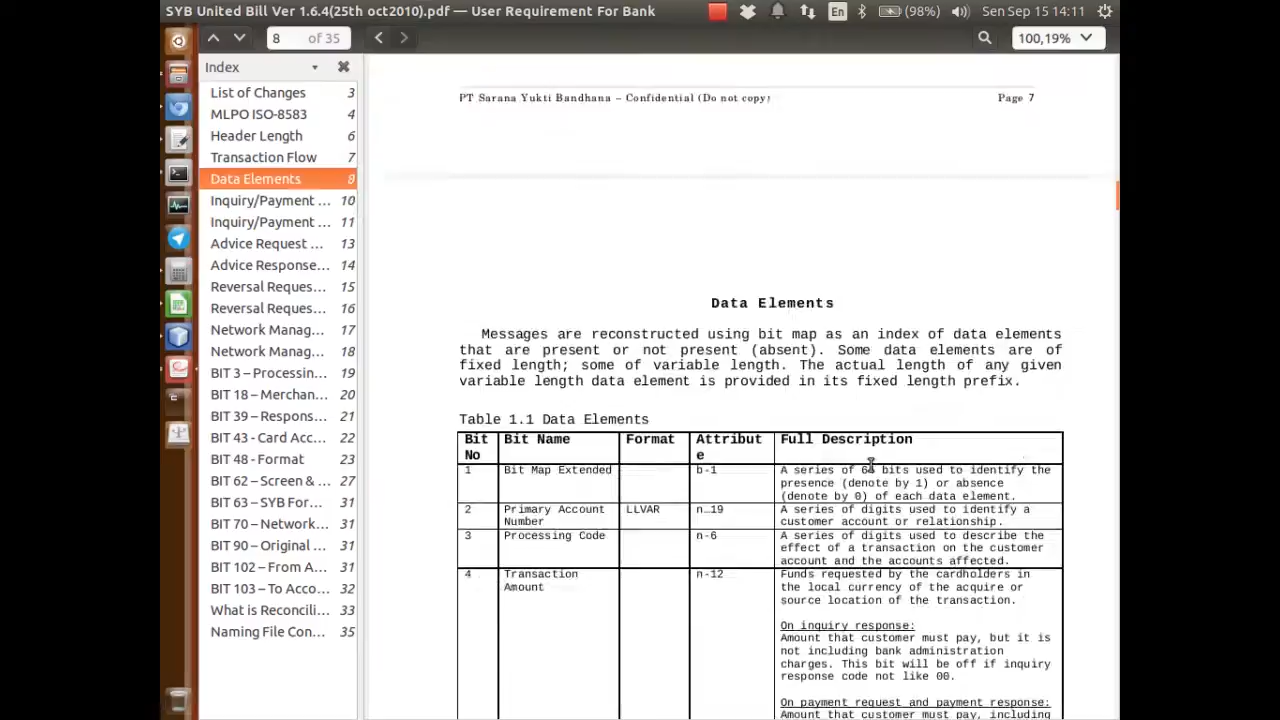 SYB United Bill Ver 1.6.4(25th oct2010).pdf — User Requirement For Bank
En (98%) Sen Sep 15 14:11
8 of 35 100,19%
Index
List of Changes 3
MLPO ISO-8583 4
Header Length 6
Transaction Flow 7
Data Elements 8
Inquiry/Payment ... 10
Inquiry/Payment ... 11
Advice Request ... 13
Advice Response... 14
Reversal Reques... 15
Reversal Reques... 16
Network Manag... 17
Network Manag... 18
BIT 3 – Processin... 19
BIT 18 – Merchan... 20
BIT 39 – Respons... 21
BIT 43 - Card Acc... 22
BIT 48 - Format 23
BIT 62 – Screen & ... 27
BIT 63 – SYB For... 31
BIT 70 – Network... 31
BIT 90 – Original ... 31
BIT 102 – From A... 31
BIT 103 – To Acco... 32
What is Reconcili... 33
Naming File Con... 35
PT Sarana Yukti Bandhana – Confidential (Do not copy) Page 7
Data Elements
Messages are reconstructed using bit map as an index of data elements
that are present or not present (absent). Some data elements are of
fixed length; some of variable length. The actual length of any given
variable length data element is provided in its fixed length prefix.
Table 1.1 Data Elements
Bit No Bit Name Format Attribut e Full Description
1 Bit Map Extended b-1 A series of 64 bits used to identify the
presence (denote by 1) or absence
(denote by 0) of each data element.
2 Primary Account LLVAR n…19 A series of digits used to identify a
Number customer account or relationship.
3 Processing Code n-6 A series of digits used to describe the
effect of a transaction on the customer
account and the accounts affected.
4 Transaction n-12 Funds requested by the cardholders in
Amount the local currency of the acquire or
source location of the transaction.
On inquiry response:
Amount that customer must pay, but it is
not including bank administration
charges. This bit will be off if inquiry
response code not like 00.
On payment request and payment response:
Amount that customer must pay, including